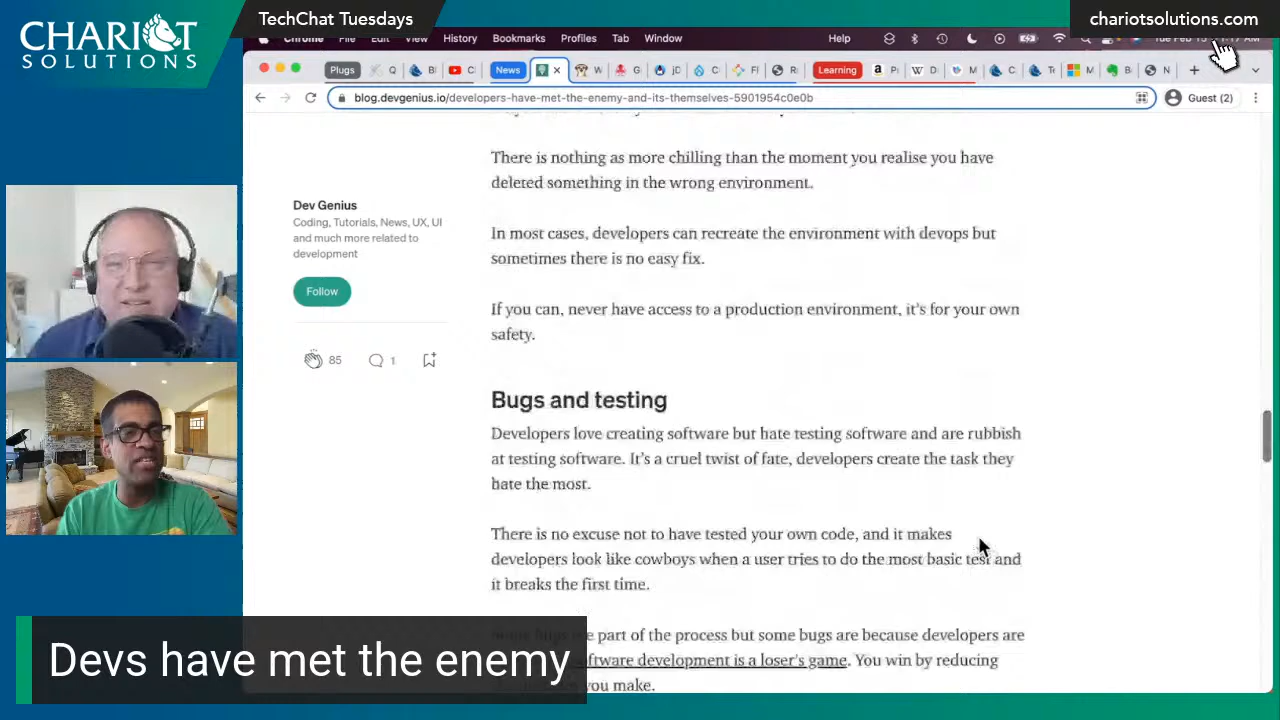 CHARIOT
SOLUTIONS
TechChat Tuesdays
chariotsolutions.com
Chrome File Edit View History Bookmarks Profiles Tab Window Help
Plugs
News
Learning
blog.devgenius.io/developers-have-met-the-enemy-and-its-themselves-5901954c0e0b
Guest (2)
Dev Genius
Coding, Tutorials, News, UX, UI
and much more related to
development
Follow
85
1
There is nothing as more chilling than the moment you realise you have
deleted something in the wrong environment.
In most cases, developers can recreate the environment with devops but
sometimes there is no easy fix.
If you can, never have access to a production environment, it's for your own
safety.
Bugs and testing
Developers love creating software but hate testing software and are rubbish
at testing software. It's a cruel twist of fate, developers create the task they
hate the most.
There is no excuse not to have tested your own code, and it makes
developers look like cowboys when a user tries to do the most basic test and
it breaks the first time.
part of the process but some bugs are because developers are
software development is a loser's game. You win by reducing
you make.
Devs have met the enemy